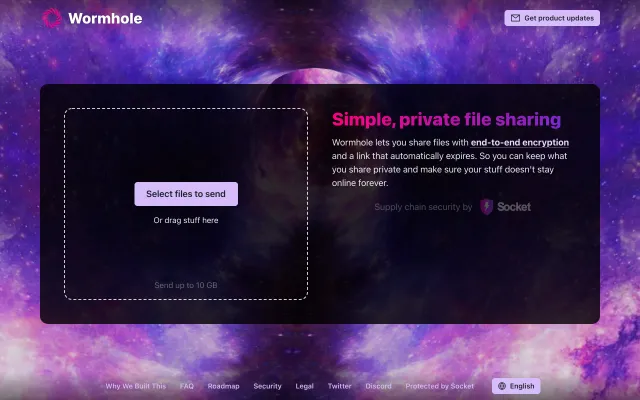 Wormhole
Get product updates
Select files to send
Or drag stuff here
Send up to 10 GB
Simple, private file sharing
Wormhole lets you share files with end-to-end encryption
and a link that automatically expires. So you can keep what
you share private and make sure your stuff doesn't stay
online forever.
Supply chain security by Socket
Why We Built This FAQ Roadmap Security Legal Twitter Discord Protected by Socket English